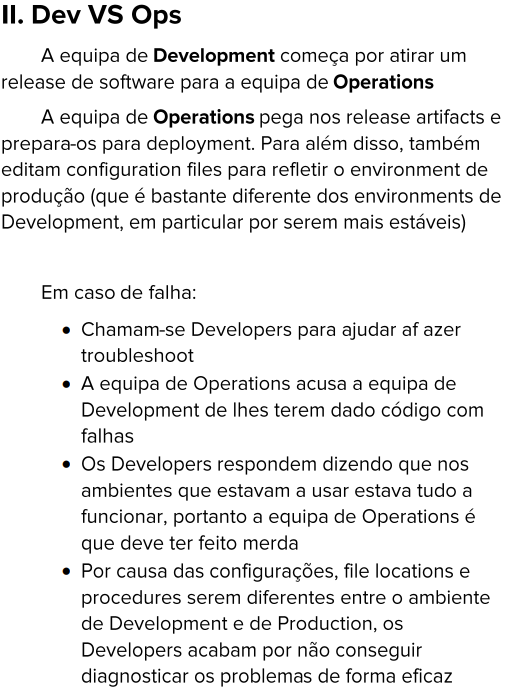 II. Dev VS Ops
A equipa de Development começa por atirar um
release de software para a equipa de Operations
A equipa de Operations pega nos release artifacts e
prepara-os para deployment. Para além disso, também
editam configuration files para refletir o environment de
produção (que é bastante diferente dos environments de
Development, em particular por serem mais estáveis)
Em caso de falha:
• Chamam-se Developers para ajudar af azer
troubleshoot
• A equipa de Operations acusa a equipa de
Development de lhes terem dado código com
falhas
• Os Developers respondem dizendo que nos
ambientes que estavam a usar estava tudo a
funcionar, portanto a equipa de Operations é
que deve ter feito merda
• Por causa das configurações, file locations e
procedures serem diferentes entre o ambiente
de Development e de Production, os
Developers acabam por não conseguir
diagnosticar os problemas de forma eficaz